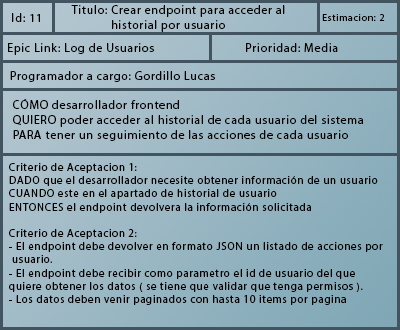 Id: 11
Titulo: Crear endpoint para acceder al
historial por usuario
Estimacion: 2
Epic Link: Log de Usuarios
Prioridad: Media
Programador a cargo: Gordillo Lucas
CÓMO desarrollador frontend
QUIERO poder acceder al historial de cada usuario del sistema
PARA tener un seguimiento de las acciones de cada usuario
Criterio de Aceptacion 1:
DADO que el desarrollador necesite obtener información de un usuario
CUANDO este en el apartado de historial de usuario
ENTONCES el endpoint devolvera la información solicitada
Criterio de Aceptacion 2:
- El endpoint debe devolver en formato JSON un listado de acciones por
usuario.
- El endpoint debe recibir como parametro el id de usuario del que
quiere obtener los datos ( se tiene que validar que tenga permisos ).
- Los datos deben venir paginados con hasta 10 items por pagina